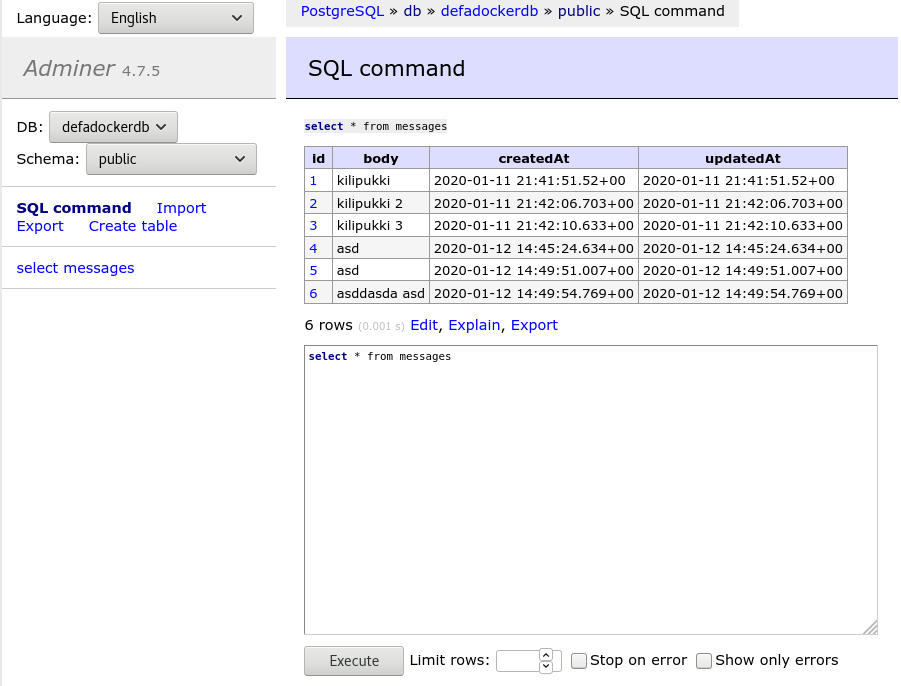 Language: English
Adminer 4.7.5
DB: defadockerdb
Schema: public
SQL command Import
Export Create table
select messages
PostgreSQL » db » defadockerdb » public » SQL command
SQL command
select * from messages
id body createdAt updatedAt
1 kilipukki 2020-01-11 21:41:51.52+00 2020-01-11 21:41:51.52+00
2 kilipukki 2 2020-01-11 21:42:06.703+00 2020-01-11 21:42:06.703+00
3 kilipukki 3 2020-01-11 21:42:10.633+00 2020-01-11 21:42:10.633+00
4 asd 2020-01-12 14:45:24.634+00 2020-01-12 14:45:24.634+00
5 asd 2020-01-12 14:49:51.007+00 2020-01-12 14:49:51.007+00
6 asddasda asd 2020-01-12 14:49:54.769+00 2020-01-12 14:49:54.769+00
6 rows (0.001 s) Edit, Explain, Export
select * from messages
Execute Limit rows: Stop on error Show only errors